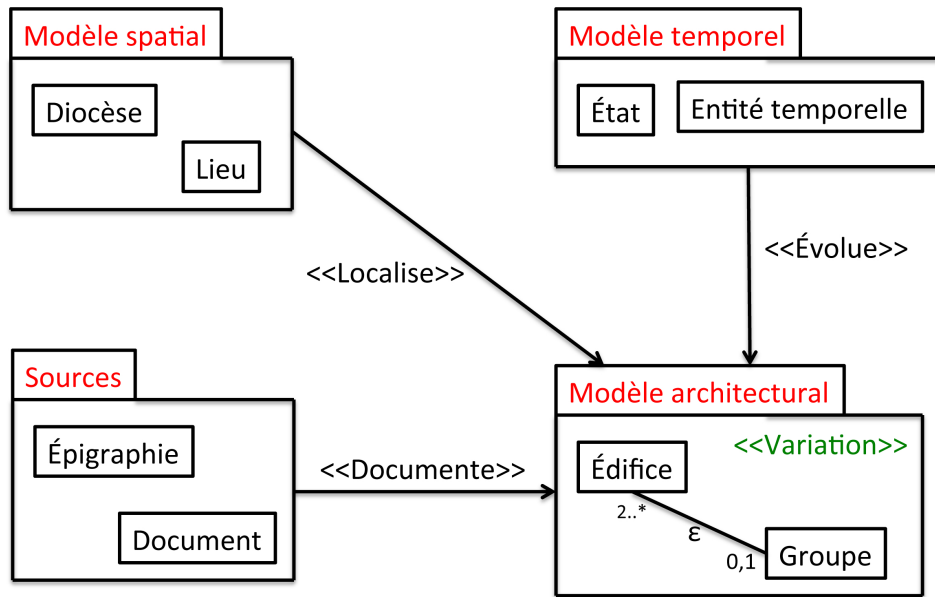 Modèle spatial
Diocèse
Lieu
Modèle temporel
État
Entité temporelle
<<Localise>>
<<Évolue>>
Sources
Épigraphie
Document
<<Documente>>
Modèle architectural
<<Variation>>
Édifice
2..*
ε
0,1
Groupe